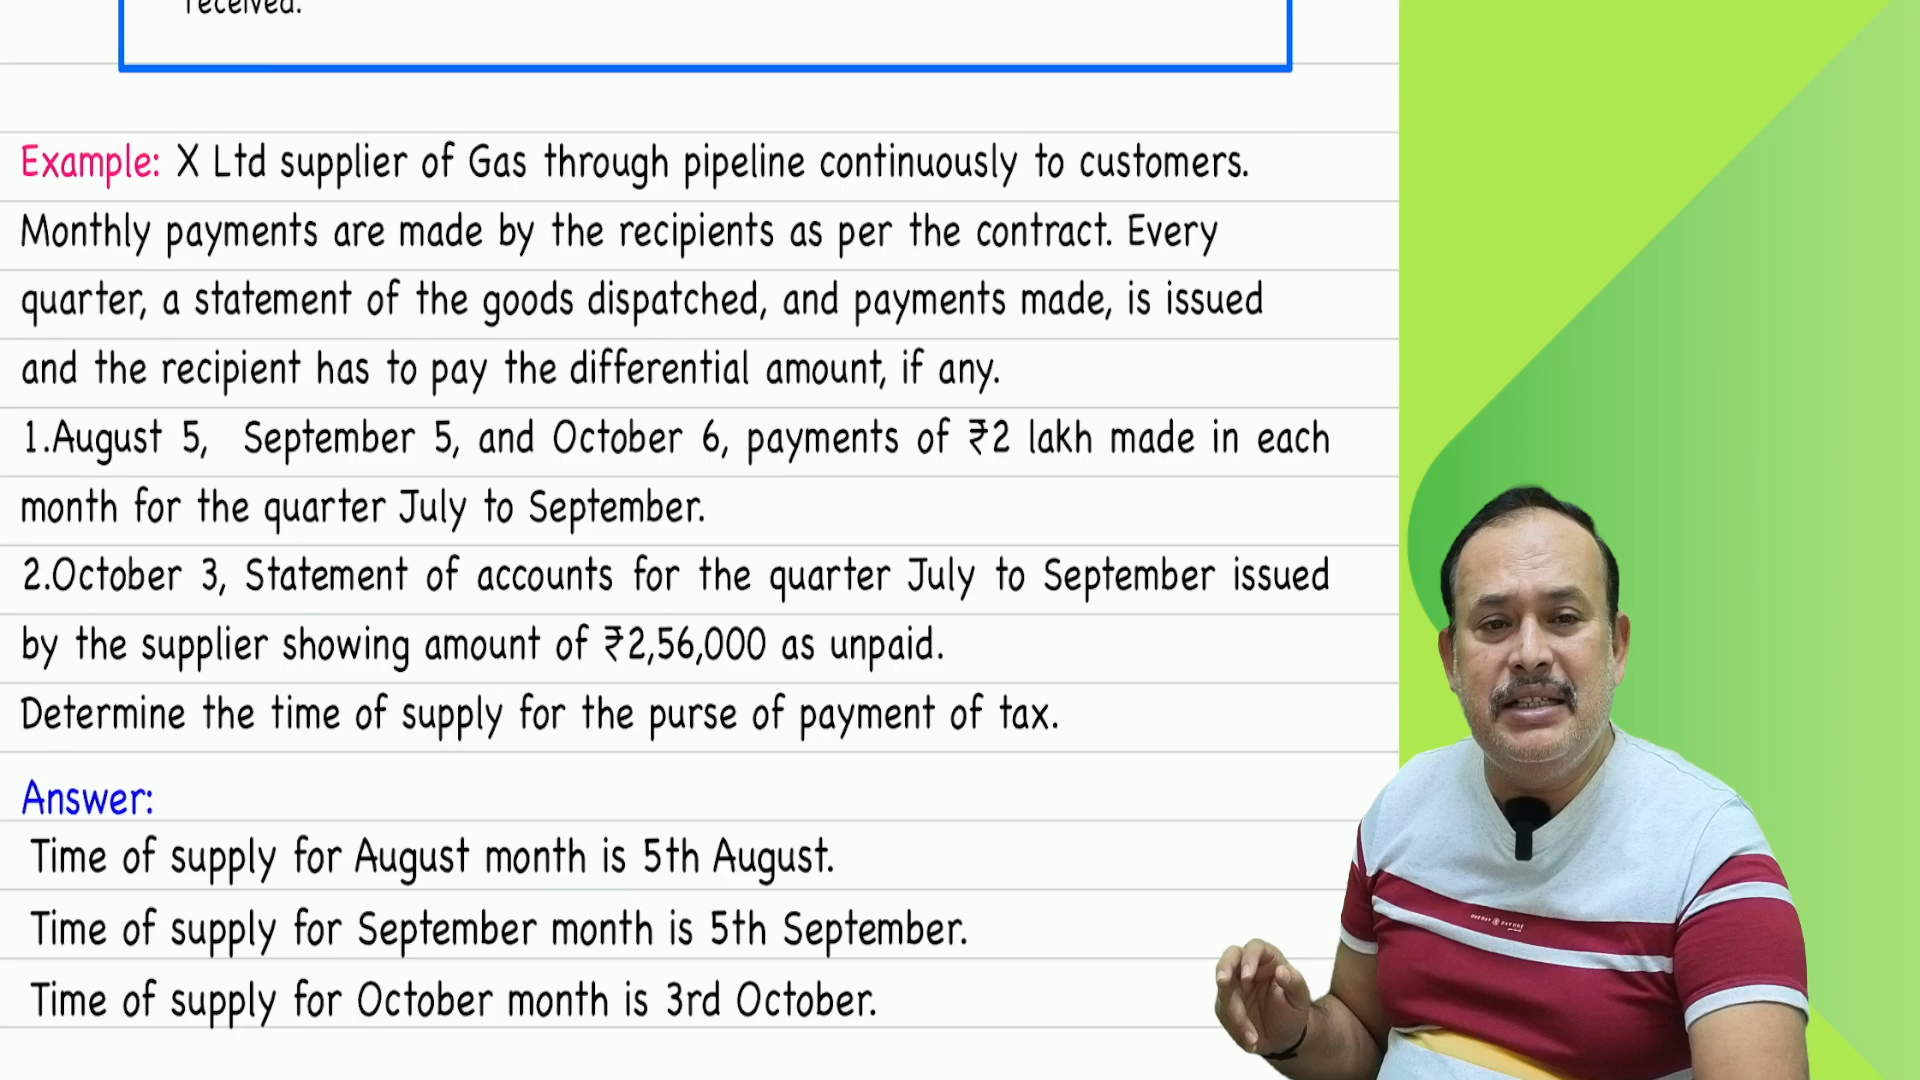 received.
Example: X Ltd supplier of Gas through pipeline continuously to customers.
Monthly payments are made by the recipients as per the contract. Every
quarter, a statement of the goods dispatched, and payments made, is issued
and the recipient has to pay the differential amount, if any.
1.August 5, September 5, and October 6, payments of ₹2 lakh made in each
month for the quarter July to September.
2.October 3, Statement of accounts for the quarter July to September issued
by the supplier showing amount of ₹2,56,000 as unpaid.
Determine the time of supply for the purse of payment of tax.
Answer:
Time of supply for August month is 5th August.
Time of supply for September month is 5th September.
Time of supply for October month is 3rd October.